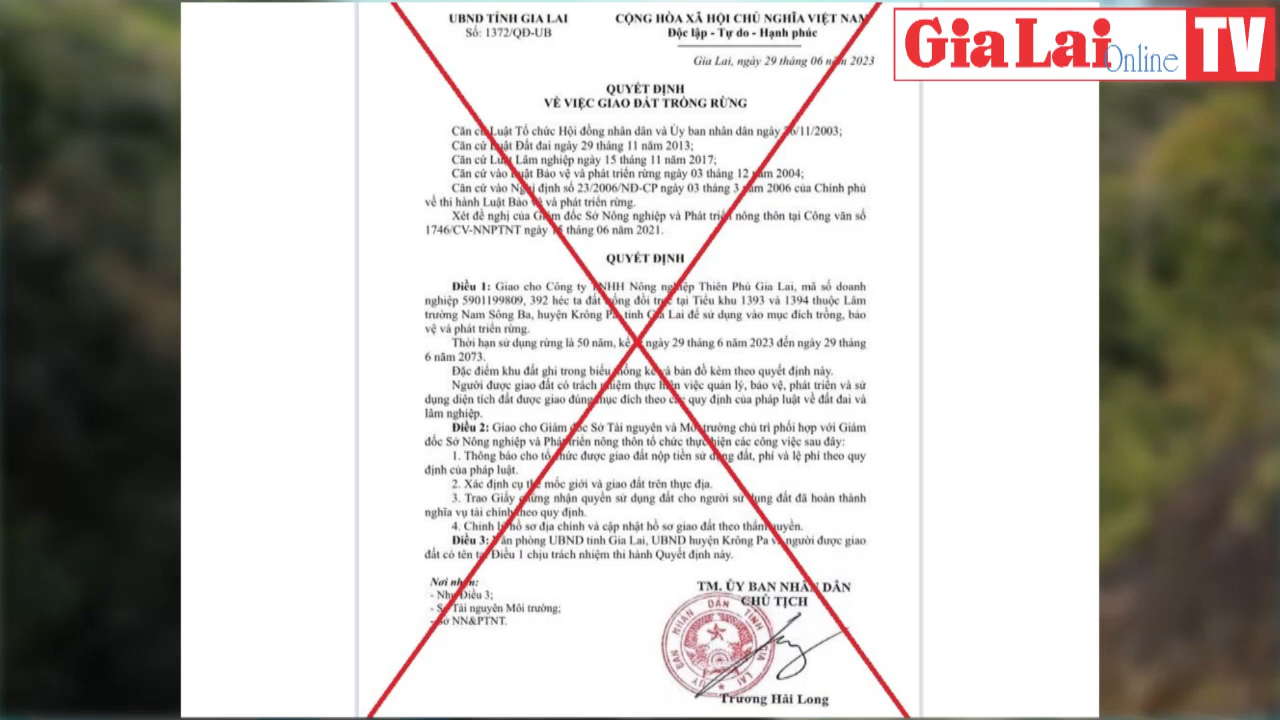 UBND TỈNH GIA LAI
Số: 1372/QĐ-UB
CỘNG HÒA XÃ HỘI CHỦ NGHĨA VIỆT NAM
Độc lập - Tự do - Hạnh phúc
Gia Lai, ngày 29 tháng 06 năm 2023
Gia Lai Online TV
QUYẾT ĐỊNH
VỀ VIỆC GIAO ĐẤT TRỒNG RỪNG
Căn cứ Luật Tổ chức Hội đồng nhân dân và Ủy ban nhân dân ngày 26/11/2003;
Căn cứ Luật Đất đai ngày 29 tháng 11 năm 2013;
Căn cứ Luật Lâm nghiệp ngày 15 tháng 11 năm 2017;
Căn cứ vào Luật Bảo vệ và phát triển rừng ngày 03 tháng 12 năm 2004;
Căn cứ vào Nghị định số 23/2006/NĐ-CP ngày 03 tháng 3 năm 2006 của Chính phủ
về thi hành Luật Bảo vệ và phát triển rừng.
Xét đề nghị của Giám đốc Sở Nông nghiệp và Phát triển nông thôn tại Công văn số
1746/CV-NNPTNT ngày 15 tháng 06 năm 2021.
QUYẾT ĐỊNH
Điều 1: Giao cho Công ty TNHH Nông nghiệp Thiên Phú Gia Lai, mã số doanh
nghiệp 5901199809, 392 héc ta đất trống đồi trọc tại Tiểu khu 1393 và 1394 thuộc Lâm
trường Nam Sông Ba, huyện Krông Pa, tỉnh Gia Lai để sử dụng vào mục đích trồng, bảo
vệ và phát triển rừng.
Thời hạn sử dụng rừng là 50 năm, kể từ ngày 29 tháng 6 năm 2023 đến ngày 29 tháng
6 năm 2073.
Đặc điểm khu đất ghi trong biểu thống kê và bản đồ kèm theo quyết định này.
Người được giao đất có trách nhiệm thực hiện việc quản lý, bảo vệ, phát triển và sử
dụng diện tích đất được giao đúng mục đích theo các quy định của pháp luật về đất đai và
lâm nghiệp.
Điều 2: Giao cho Giám đốc Sở Tài nguyên và Môi trường chủ trì phối hợp với Giám
đốc Sở Nông nghiệp và Phát triển nông thôn tổ chức thực hiện các công việc sau đây:
1. Thông báo cho tổ chức được giao đất nộp tiền sử dụng đất, phí và lệ phí theo quy
định của pháp luật.
2. Xác định cụ thể mốc giới và giao đất trên thực địa.
3. Trao Giấy chứng nhận quyền sử dụng đất cho người sử dụng đất đã hoàn thành
nghĩa vụ tài chính theo quy định.
4. Chỉnh lý hồ sơ địa chính và cập nhật hồ sơ giao đất theo thẩm quyền.
Điều 3: Văn phòng UBND tỉnh Gia Lai, UBND huyện Krông Pa và người được giao
đất có tên tại Điều 1 chịu trách nhiệm thi hành Quyết định này.
Nơi nhận:
- Như Điều 3;
- Sở Tài nguyên Môi trường;
- Sở NN&PTNT.
TM. ỦY BAN NHÂN DÂN
CHỦ TỊCH
ỦY BAN NHÂN DÂN TỈNH GIA LAI
Trương Hải Long